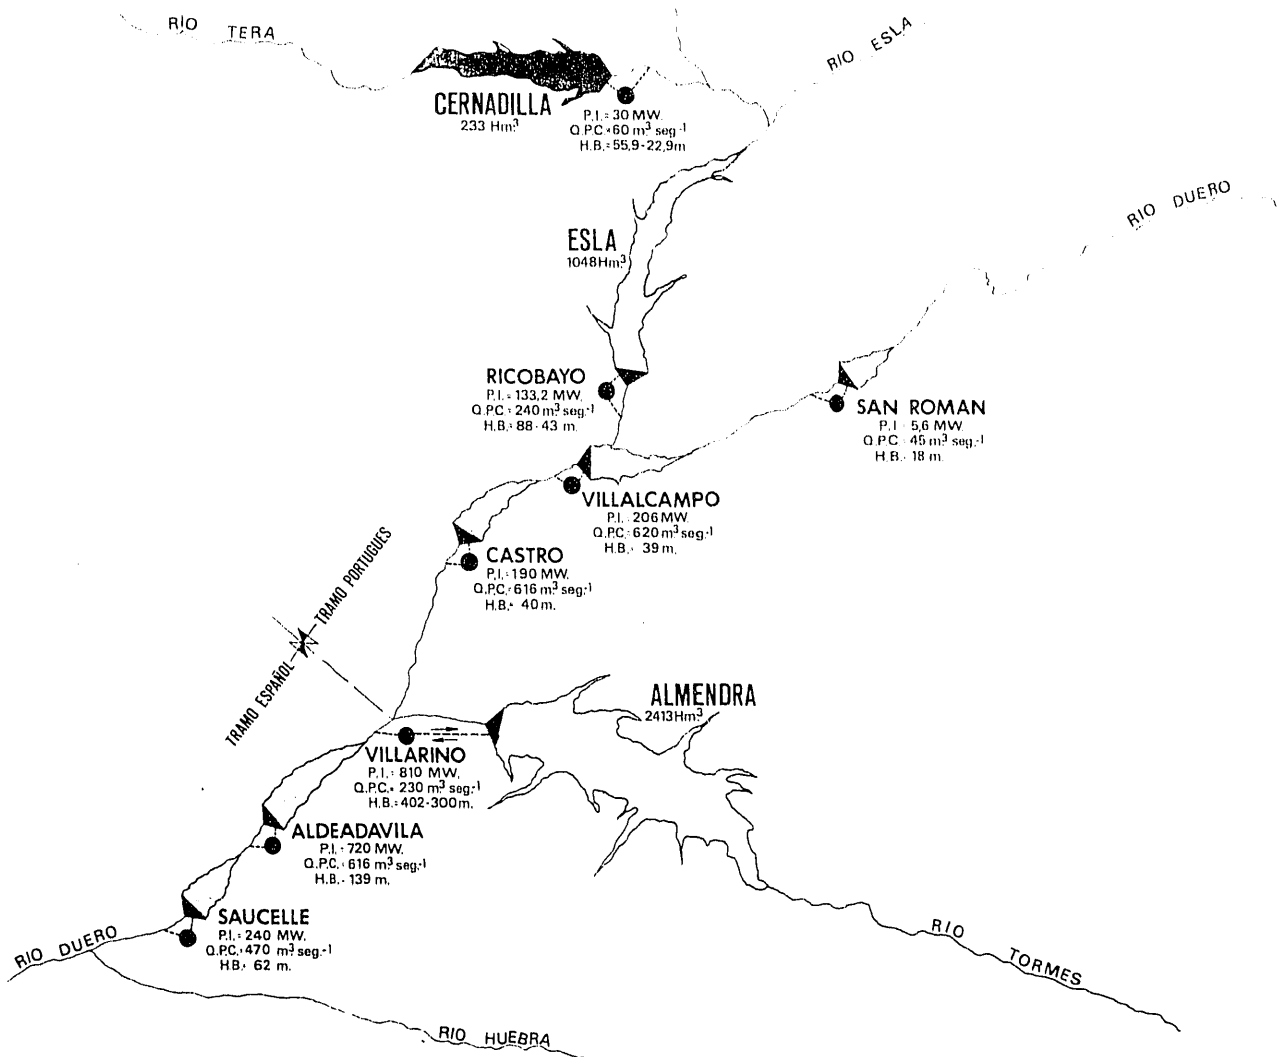 RÍO TERA
RIO ESLA
CERNADILLA
233 Hm³
P.I.= 30 MW.
Q.P.C.=60 m³ seg.-1
H.B.=55,9-22,9m
RIO DUERO
ESLA
1048Hm³
RICOBAYO
P.I.= 133,2 MW.
Q.P.C.= 240 m³ seg.-1
H.B.= 88-43 m.
SAN ROMAN
P.I. 5,6 MW.
Q.P.C. 45 m³ seg.-1
H.B. 18 m.
VILLALCAMPO
P.I. 206 MW.
Q.P.C. 620 m³ seg.-1
H.B. 39 m.
CASTRO
P.I.=190 MW.
Q.P.C.=616 m³ seg.-1
H.B.= 40 m.
TRAMO PORTUGUES
TRAMO ESPAÑOL
ALMENDRA
2413Hm³
VILLARINO
P.I.= 810 MW.
Q.P.C.= 230 m³ seg.-1
H.B.=402-300m.
ALDEADAVILA
P.I. 720 MW.
Q.P.C. 616 m³ seg.-1
H.B. 139 m.
SAUCELLE
P.I.= 240 MW.
Q.P.C. 470 m³ seg.-1
H.B. 62 m.
RIO DUERO
RIO TORMES
RIO HUEBRA